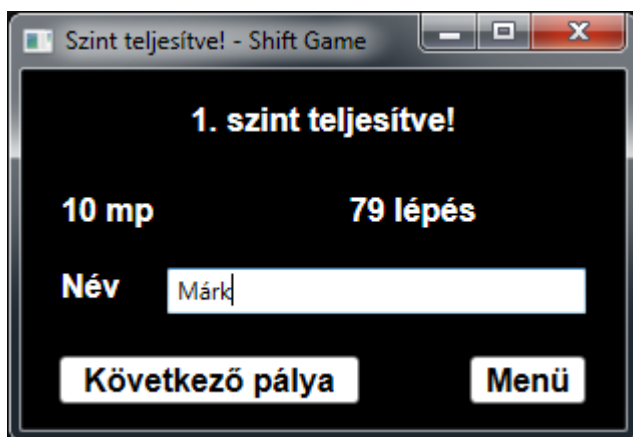 Szint teljesítve! - Shift Game
1. szint teljesítve!
10 mp 79 lépés
Név Márk
Következő pálya Menü